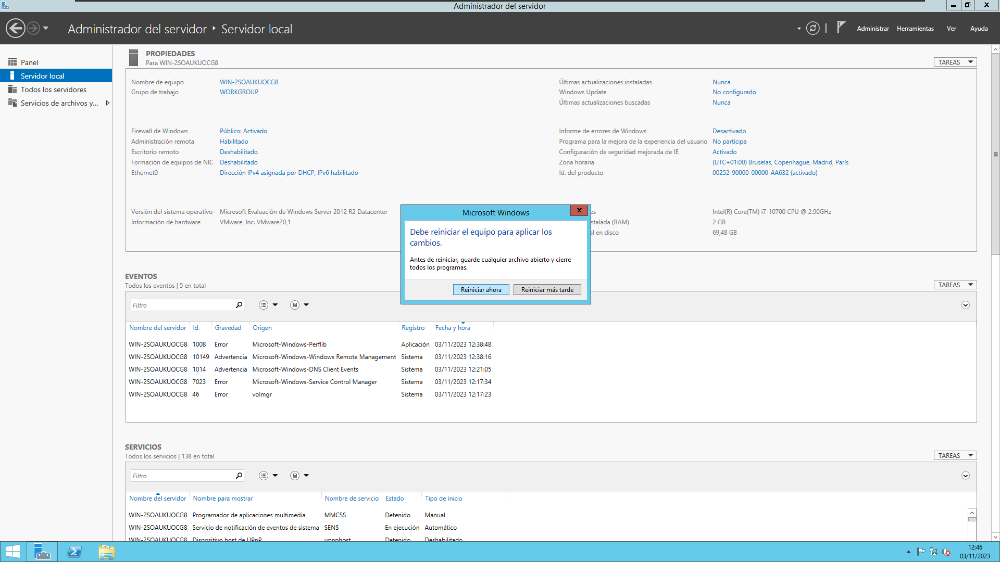 Administrador del servidor
Administrador del servidor ‣ Servidor local
Administrar
Herramientas
Ver
Ayuda
Panel
Servidor local
Todos los servidores
Servicios de archivos y...
PROPIEDADES
Para WIN-2SOAUKUOCG8
TAREAS
Nombre de equipo WIN-2SOAUKUOCG8
Grupo de trabajo WORKGROUP
Últimas actualizaciones instaladas Nunca
Windows Update No configurado
Últimas actualizaciones buscadas Nunca
Firewall de Windows Público: Activado
Administración remota Habilitado
Escritorio remoto Deshabilitado
Formación de equipos de NIC Deshabilitado
Ethernet0 Dirección IPv4 asignada por DHCP, IPv6 habilitado
Informe de errores de Windows Desactivado
Programa para la mejora de la experiencia del usuario No participa
Configuración de seguridad mejorada de IE Activado
Zona horaria (UTC+01:00) Bruselas, Copenhague, Madrid, París
Id. del producto 00252-90000-00000-AA632 (activado)
Versión del sistema operativo Microsoft Evaluación de Windows Server 2012 R2 Datacenter
Información de hardware VMware, Inc. VMware20,1
es Intel(R) Core(TM) i7-10700 CPU @ 2.90GHz
stalada (RAM) 2 GB
al en disco 69,48 GB
Microsoft Windows
Debe reiniciar el equipo para aplicar los
cambios.
Antes de reiniciar, guarde cualquier archivo abierto y cierre
todos los programas.
Reiniciar ahora
Reiniciar más tarde
EVENTOS
Todos los eventos | 5 en total
TAREAS
Filtro
Nombre del servidor Id. Gravedad Origen Registro Fecha y hora
WIN-2SOAUKUOCG8 1008 Error Microsoft-Windows-Perflib Aplicación 03/11/2023 12:38:48
WIN-2SOAUKUOCG8 10149 Advertencia Microsoft-Windows-Windows Remote Management Sistema 03/11/2023 12:38:16
WIN-2SOAUKUOCG8 1014 Advertencia Microsoft-Windows-DNS Client Events Sistema 03/11/2023 12:21:05
WIN-2SOAUKUOCG8 7023 Error Microsoft-Windows-Service Control Manager Sistema 03/11/2023 12:17:34
WIN-2SOAUKUOCG8 46 Error volmgr Sistema 03/11/2023 12:17:23
SERVICIOS
Todos los servicios | 138 en total
TAREAS
Filtro
Nombre del servidor Nombre para mostrar Nombre de servicio Estado Tipo de inicio
WIN-2SOAUKUOCG8 Programador de aplicaciones multimedia MMCSS Detenido Manual
WIN-2SOAUKUOCG8 Servicio de notificación de eventos de sistema SENS En ejecución Automático
WIN-2SOAUKUOCG8 Dispositivo host de UPnP upnphost Detenido Deshabilitado
12:46
03/11/2023